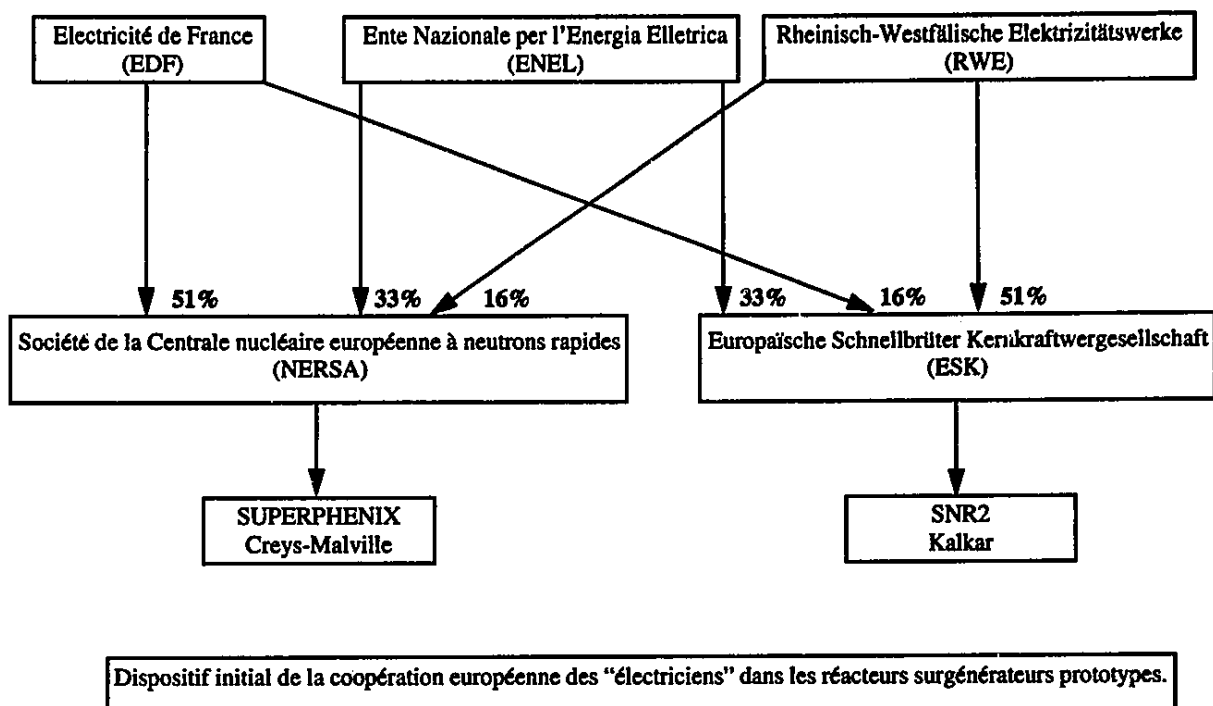 Electricité de France
(EDF)
Ente Nazionale per l'Energia Elletrica
(ENEL)
Rheinisch-Westfälische Elektrizitätswerke
(RWE)
51%
33%
16%
33%
16%
51%
Société de la Centrale nucléaire européenne à neutrons rapides
(NERSA)
Europaïsche Schnellbrüter Kernkraftwergesellschaft
(ESK)
SUPERPHENIX
Creys-Malville
SNR2
Kalkar
Dispositif initial de la coopération européenne des “électriciens” dans les réacteurs surgénérateurs prototypes.